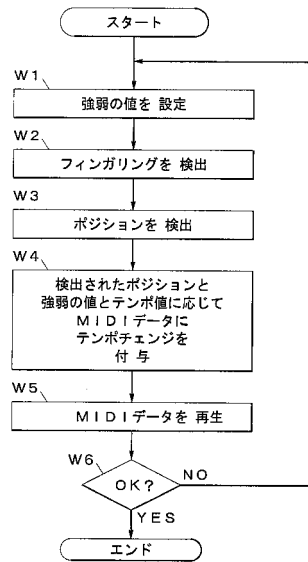 スタート
W1
強弱の値を 設定
W2
フィンガリングを 検出
W3
ポジションを 検出
W4
検出されたポジションと
強弱の値とテンポ値に応じて
MIDIデータに
テンポチェンジを
付 与
W5
MIDIデータを 再生
W6
OK?
NO
YES
エンド